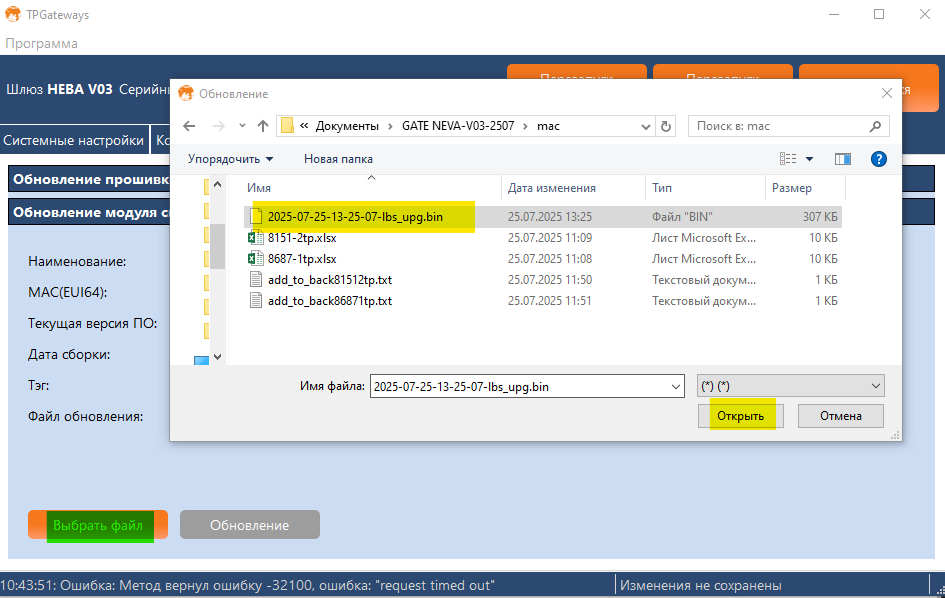 TPGateways
Программа
Шлюз НЕВА V03 Серийны
Системные настройки
Обновление прошивк
Обновление модуля с
Обновление
« Документы › GATE NEVA-V03-2507 › mac
Поиск в: mac
Упорядочить
Новая папка
Имя Дата изменения Тип Размер
2025-07-25-13-25-07-lbs_upg.bin 25.07.2025 13:25 Файл "BIN" 307 КБ
8151-2tp.xlsx 25.07.2025 11:09 Лист Microsoft Ex... 10 КБ
8687-1tp.xlsx 25.07.2025 11:08 Лист Microsoft Ex... 10 КБ
add_to_back81512tp.txt 25.07.2025 11:50 Текстовый докум... 1 КБ
add_to_back86871tp.txt 25.07.2025 11:51 Текстовый докум... 1 КБ
Имя файла: 2025-07-25-13-25-07-lbs_upg.bin (*) (*)
Открыть Отмена
Наименование:
MAC(EUI64):
Текущая версия ПО:
Дата сборки:
Тэг:
Файл обновления:
Выбрать файл Обновление
10:43:51: Ошибка: Метод вернул ошибку -32100, ошибка: "request timed out" Изменения не сохранены